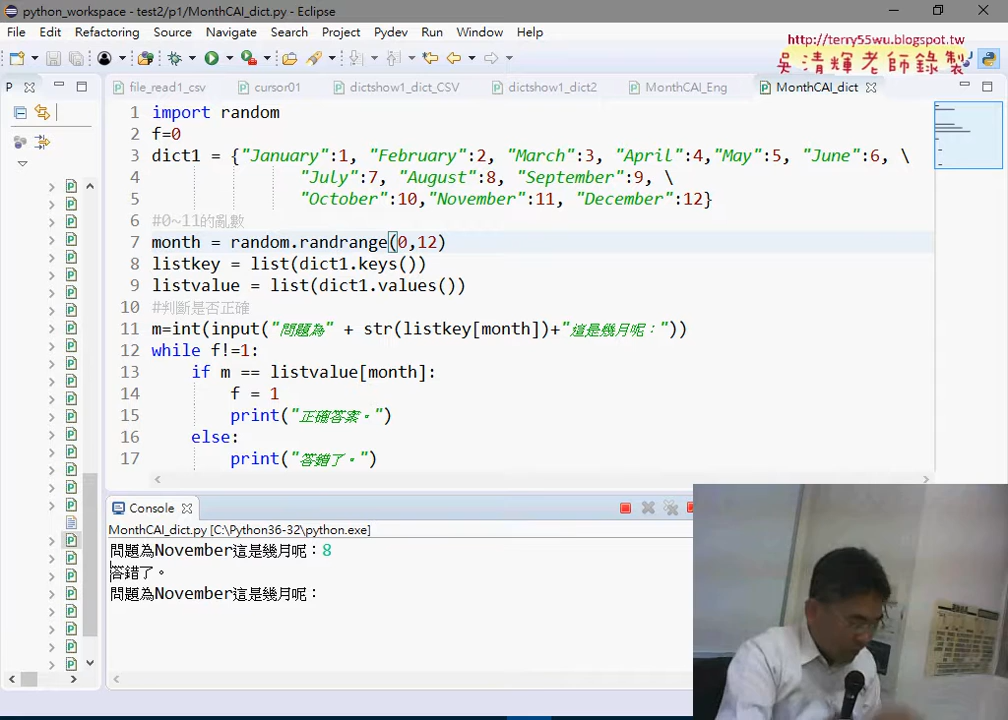 python_workspace - test2/p1/MonthCAI_dict.py - Eclipse
File Edit Refactoring Source Navigate Search Project Pydev Run Window Help
http://terry55wu.blogspot.tw
吳清輝老師錄製
P
file_read1_csv cursor01 dictshow1_dict_CSV dictshow1_dict2 MonthCAI_Eng MonthCAI_dict
1 import random
2 f=0
3 dict1 = {"January":1, "February":2, "March":3, "April":4,"May":5, "June":6, \
4 "July":7, "August":8, "September":9, \
5 "October":10,"November":11, "December":12}
6 #0~11的亂數
7 month = random.randrange(0,12)
8 listkey = list(dict1.keys())
9 listvalue = list(dict1.values())
10 #判斷是否正確
11 m=int(input("問題為" + str(listkey[month])+"這是幾月呢："))
12 while f!=1:
13 if m == listvalue[month]:
14 f = 1
15 print("正確答案。")
16 else:
17 print("答錯了。")
Console
MonthCAI_dict.py [C:\Python36-32\python.exe]
問題為November這是幾月呢：8
答錯了。
問題為November這是幾月呢：